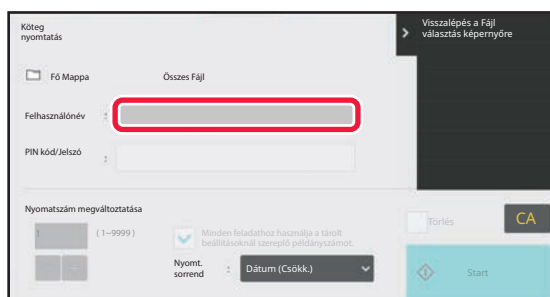 Köteg
nyomtatás
Visszalépés a Fájl
választás képernyőre
Fő Mappa
Összes Fájl
Felhasználónév :
PIN kód/Jelszó :
Nyomatszám megváltoztatása
1
(1~9999)
Minden feladathoz használja a tárolt
beállításoknál szereplő példányszámot.
Törlés
CA
Nyomt.
sorrend : Dátum (Csökk.)
Start